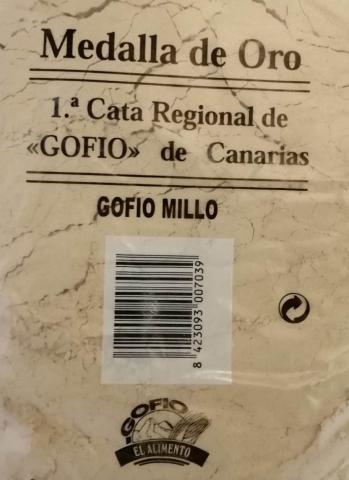 Medalla de Oro
1.ª Cata Regional de
«GOFIO» de Canarias
GOFIO MILLO
8 423093 007039
GOFIO
EL ALIMENTO